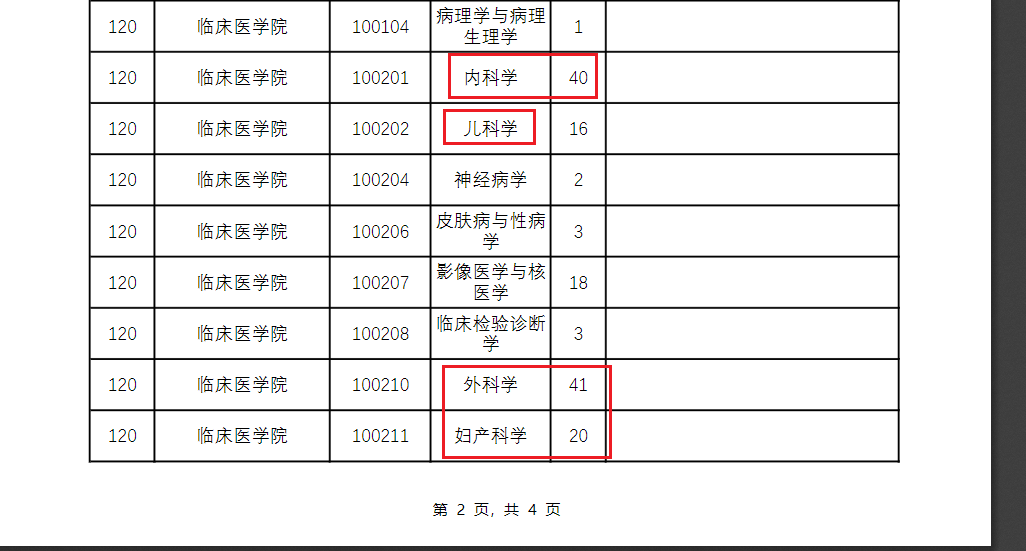 120 临床医学院 100104 病理学与病理 1
生理学
120 临床医学院 100201 内科学 40
120 临床医学院 100202 儿科学 16
120 临床医学院 100204 神经病学 2
120 临床医学院 100206 皮肤病与性病 3
学
120 临床医学院 100207 影像医学与核 18
医学
120 临床医学院 100208 临床检验诊断 3
学
120 临床医学院 100210 外科学 41
120 临床医学院 100211 妇产科学 20
第 2 页, 共 4 页